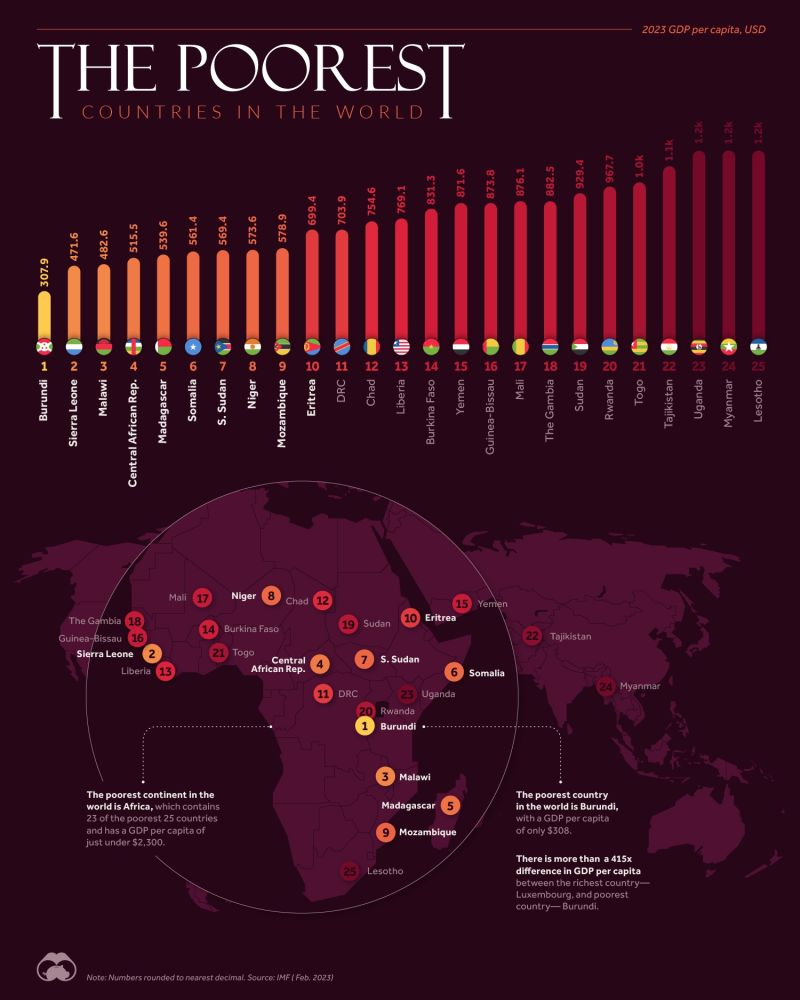 2023 GDP per capita, USD
THE POOREST
COUNTRIES IN THE WORLD
307.9
471.6
482.6
515.5
539.6
561.4
569.4
573.6
578.9
699.4
703.9
754.6
769.1
831.3
871.6
873.8
876.1
882.5
929.4
967.7
1.0k
1.1k
1.2k
1.2k
1.2k
1 2 3 4 5 6 7 8 9 10 11 12 13 14 15 16 17 18 19 20 21 22 23 24 25
Burundi
Sierra Leone
Malawi
Central African Rep.
Madagascar
Somalia
S. Sudan
Niger
Mozambique
Eritrea
DRC
Chad
Liberia
Burkina Faso
Yemen
Guinea-Bissau
Mali
The Gambia
Sudan
Rwanda
Togo
Tajikistan
Uganda
Myanmar
Lesotho
Mali 17
Niger 8
Chad 12
15 Yemen
The Gambia 18
14 Burkina Faso
19 Sudan
10 Eritrea
Guinea-Bissau 16
22 Tajikistan
Sierra Leone 2
21 Togo
Central
African Rep. 4
7 S. Sudan
Liberia 13
6 Somalia
11 DRC
23 Uganda
24 Myanmar
20 Rwanda
1 Burundi
3 Malawi
Madagascar 5
9 Mozambique
25 Lesotho
The poorest continent in the
world is Africa, which contains
23 of the poorest 25 countries
and has a GDP per capita of
just under $2,300.
The poorest country
in the world is Burundi,
with a GDP per capita
of only $308.
There is more than a 415x
difference in GDP per capita
between the richest country—
Luxembourg, and poorest
country— Burundi.
Note: Numbers rounded to nearest decimal. Source: IMF ( Feb. 2023)